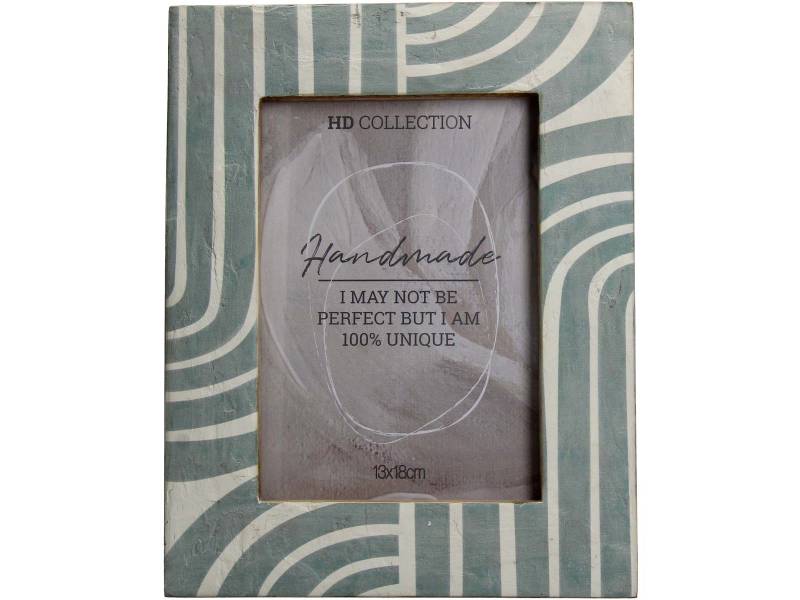 HD COLLECTION
Handmade
I MAY NOT BE
PERFECT BUT I AM
100% UNIQUE
13x18cm